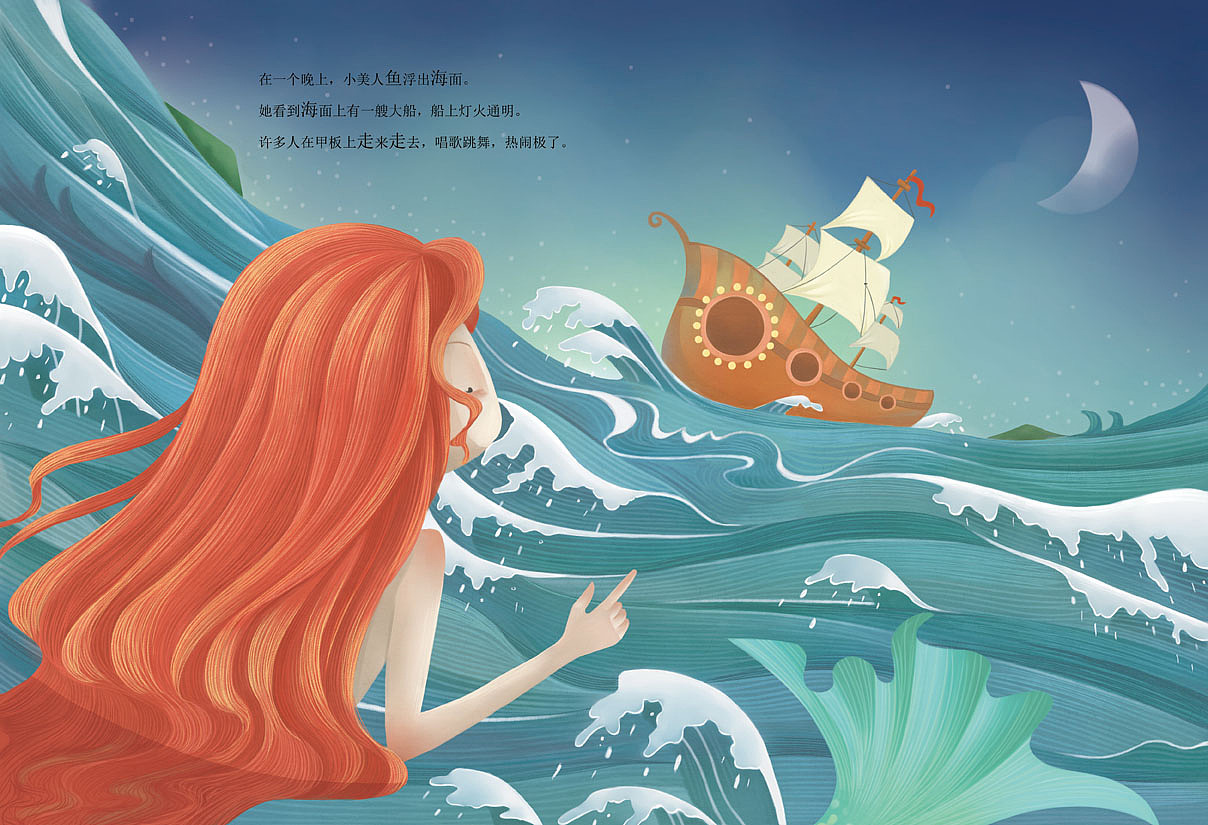 在一个晚上，小美人鱼浮出海面。
她看到海面上有一艘大船，船上灯火通明。
许多人在甲板上走来走去，唱歌跳舞，热闹极了。